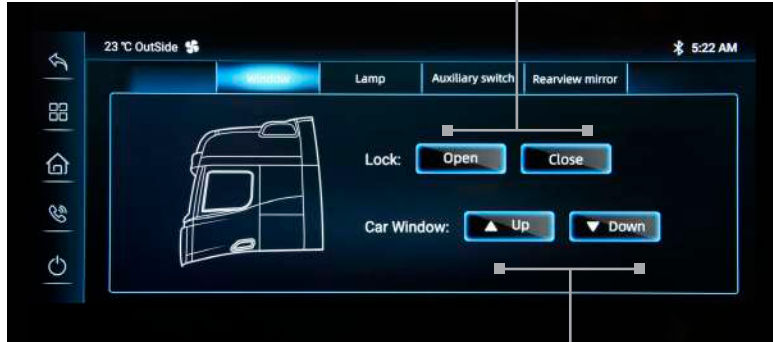 23 ℃ OutSide
5:22 AM
Window
Lamp
Auxiliary switch
Rearview mirror
Lock:
Open
Close
Car Window:
▲ Up
▼ Down